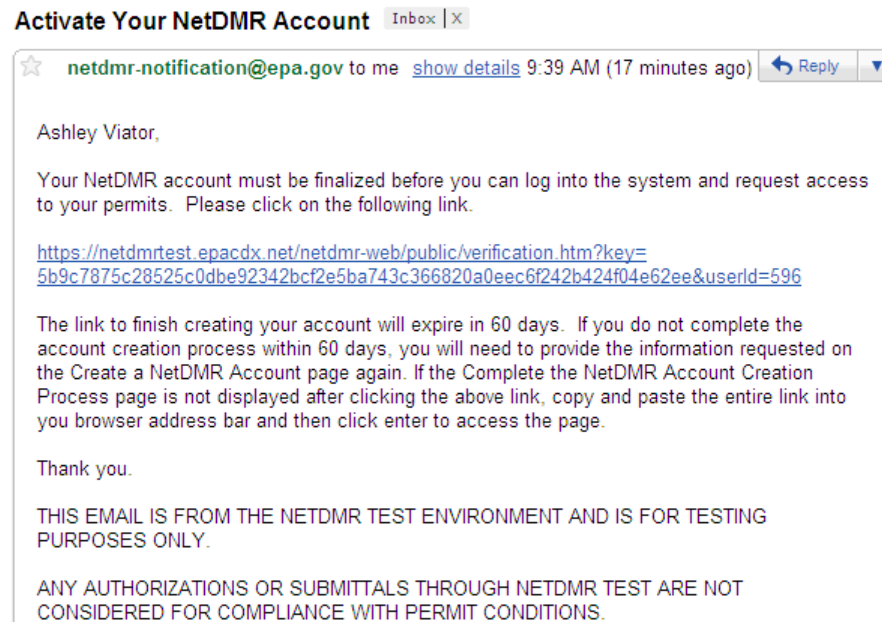 Activate Your NetDMR Account Inbox | X
netdmr-notification@epa.gov to me show details 9:39 AM (17 minutes ago) Reply
Ashley Viator,
Your NetDMR account must be finalized before you can log into the system and request access
to your permits. Please click on the following link.
https://netdmrtest.epacdx.net/netdmr-web/public/verification.htm?key=
5b9c7875c28525c0dbe92342bcf2e5ba743c366820a0eec6f242b424f04e62ee&userId=596
The link to finish creating your account will expire in 60 days. If you do not complete the
account creation process within 60 days, you will need to provide the information requested on
the Create a NetDMR Account page again. If the Complete the NetDMR Account Creation
Process page is not displayed after clicking the above link, copy and paste the entire link into
you browser address bar and then click enter to access the page.
Thank you.
THIS EMAIL IS FROM THE NETDMR TEST ENVIRONMENT AND IS FOR TESTING
PURPOSES ONLY.
ANY AUTHORIZATIONS OR SUBMITTALS THROUGH NETDMR TEST ARE NOT
CONSIDERED FOR COMPLIANCE WITH PERMIT CONDITIONS.